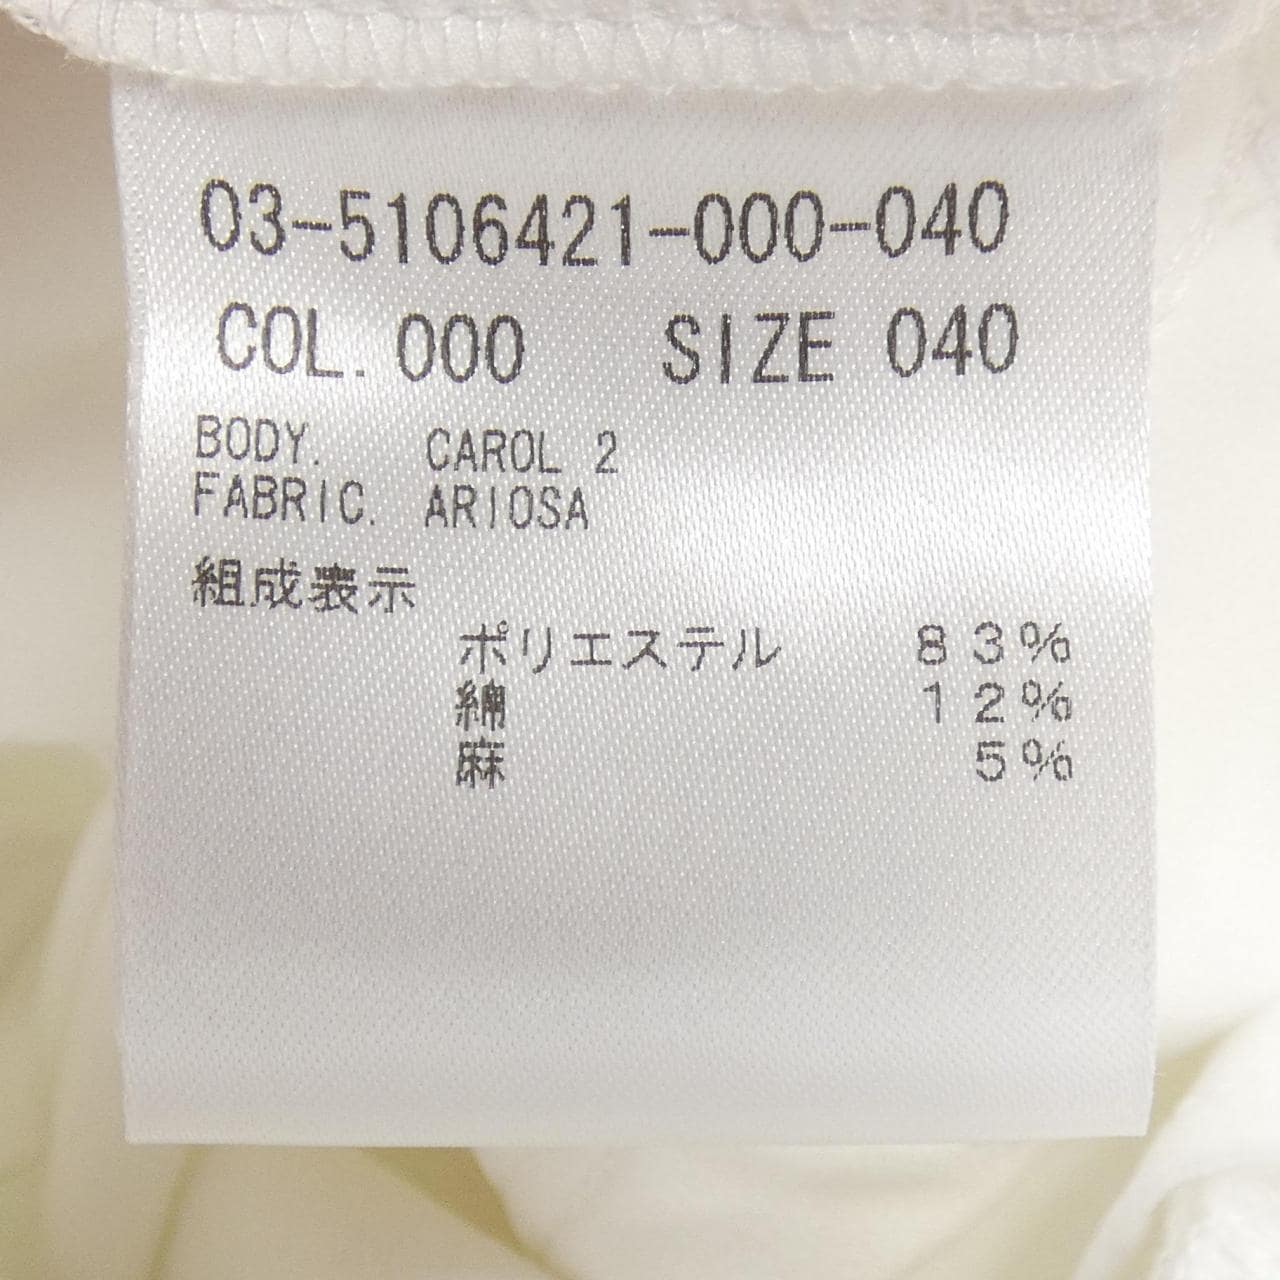 03-5106421-000-040
COL. 000 SIZE 040
BODY. CAROL 2
FABRIC. ARIOSA
組成表示
ポリエステル 83%
綿 12%
麻 5%